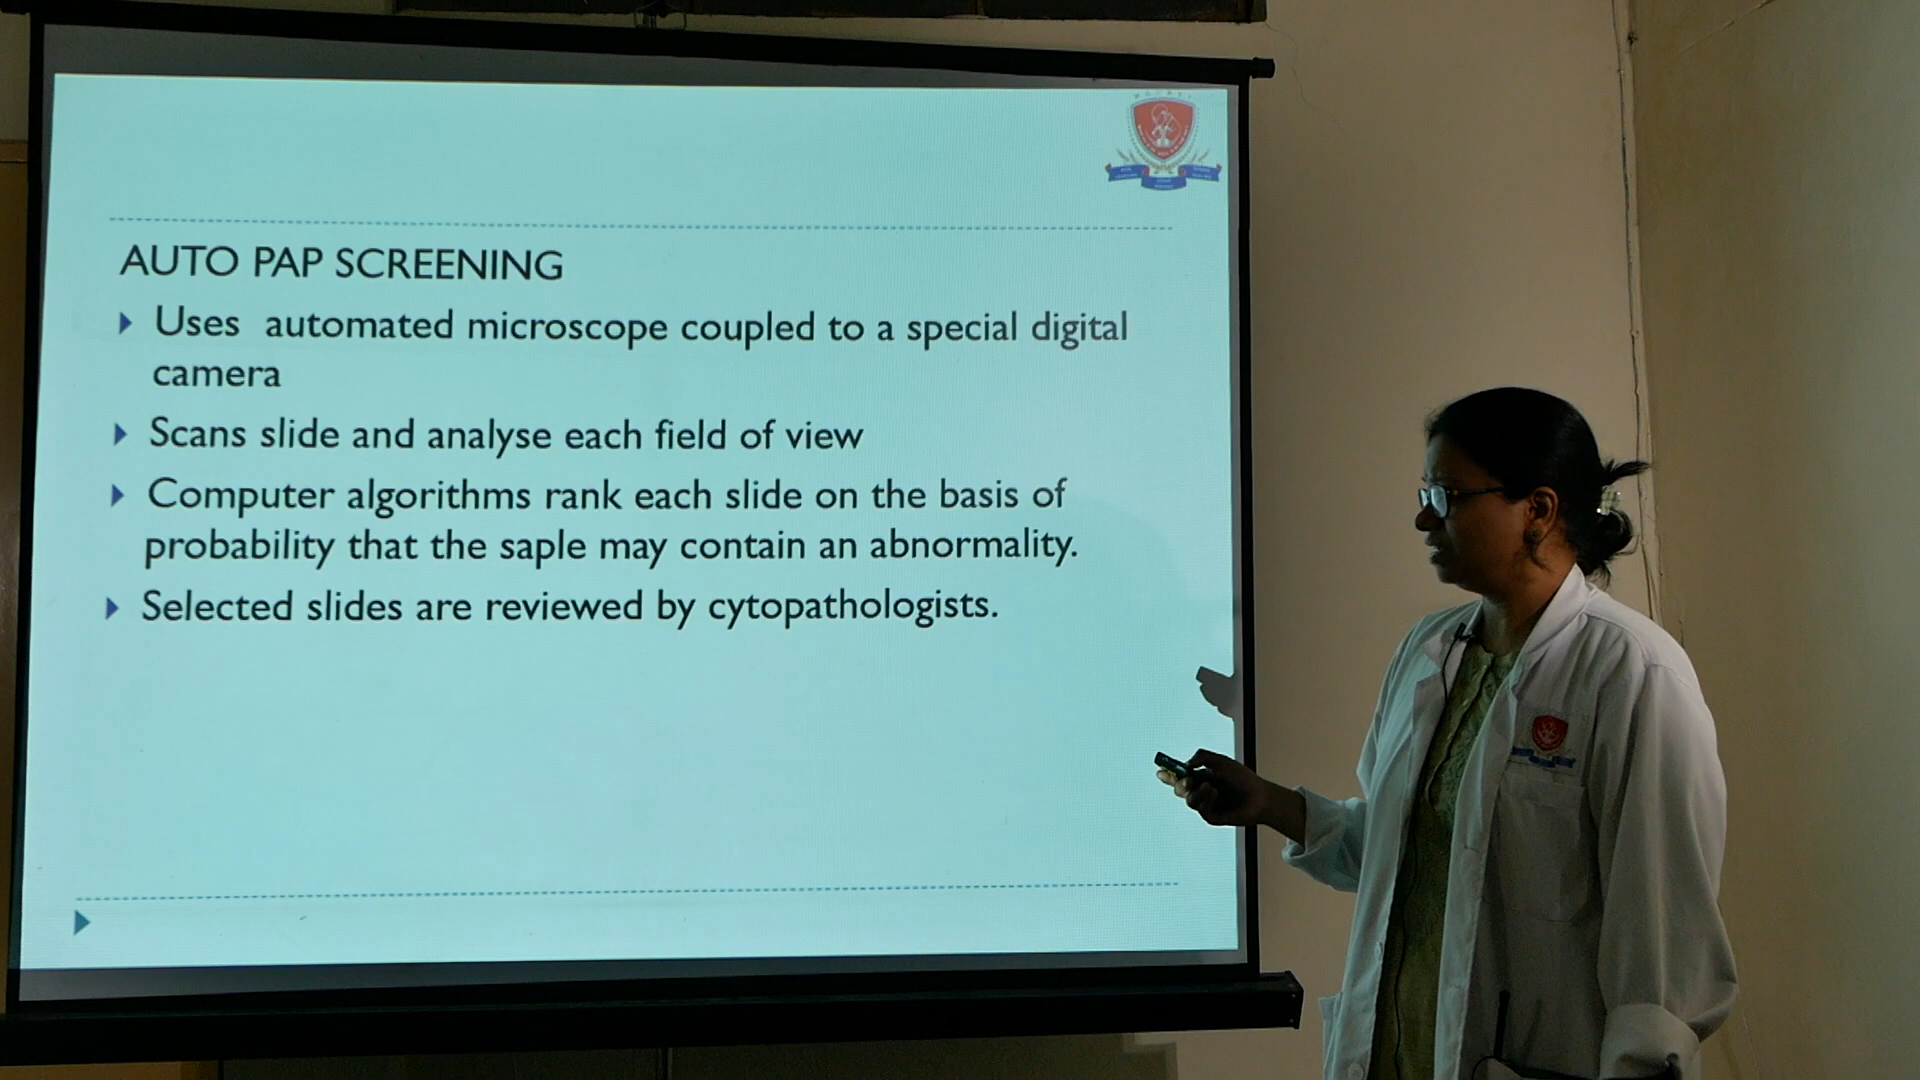 AUTO PAP SCREENING
Uses automated microscope coupled to a special digital
camera
Scans slide and analyse each field of view
Computer algorithms rank each slide on the basis of
probability that the saple may contain an abnormality.
Selected slides are reviewed by cytopathologists.